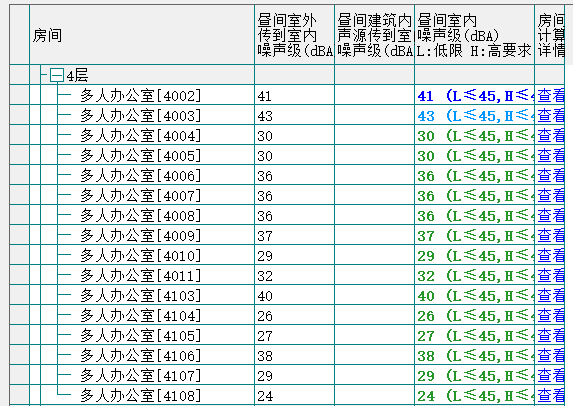 房间
昼间室外
传到室内
噪声级(dBA
昼间建筑内
声源传到室
噪声级(dBA
昼间室内
噪声级(dBA)
L:低限 H:高要求
房间
计算
详情
4层
多人办公室[4002] 41 41 (L≤45,H≤ 查看
多人办公室[4003] 43 43 (L≤45,H≤ 查看
多人办公室[4004] 30 30 (L≤45,H≤ 查看
多人办公室[4005] 30 30 (L≤45,H≤ 查看
多人办公室[4006] 36 36 (L≤45,H≤ 查看
多人办公室[4007] 36 36 (L≤45,H≤ 查看
多人办公室[4008] 36 36 (L≤45,H≤ 查看
多人办公室[4009] 37 37 (L≤45,H≤ 查看
多人办公室[4010] 29 29 (L≤45,H≤ 查看
多人办公室[4011] 32 32 (L≤45,H≤ 查看
多人办公室[4103] 40 40 (L≤45,H≤ 查看
多人办公室[4104] 26 26 (L≤45,H≤ 查看
多人办公室[4105] 27 27 (L≤45,H≤ 查看
多人办公室[4106] 38 38 (L≤45,H≤ 查看
多人办公室[4107] 29 29 (L≤45,H≤ 查看
多人办公室[4108] 24 24 (L≤45,H≤ 查看